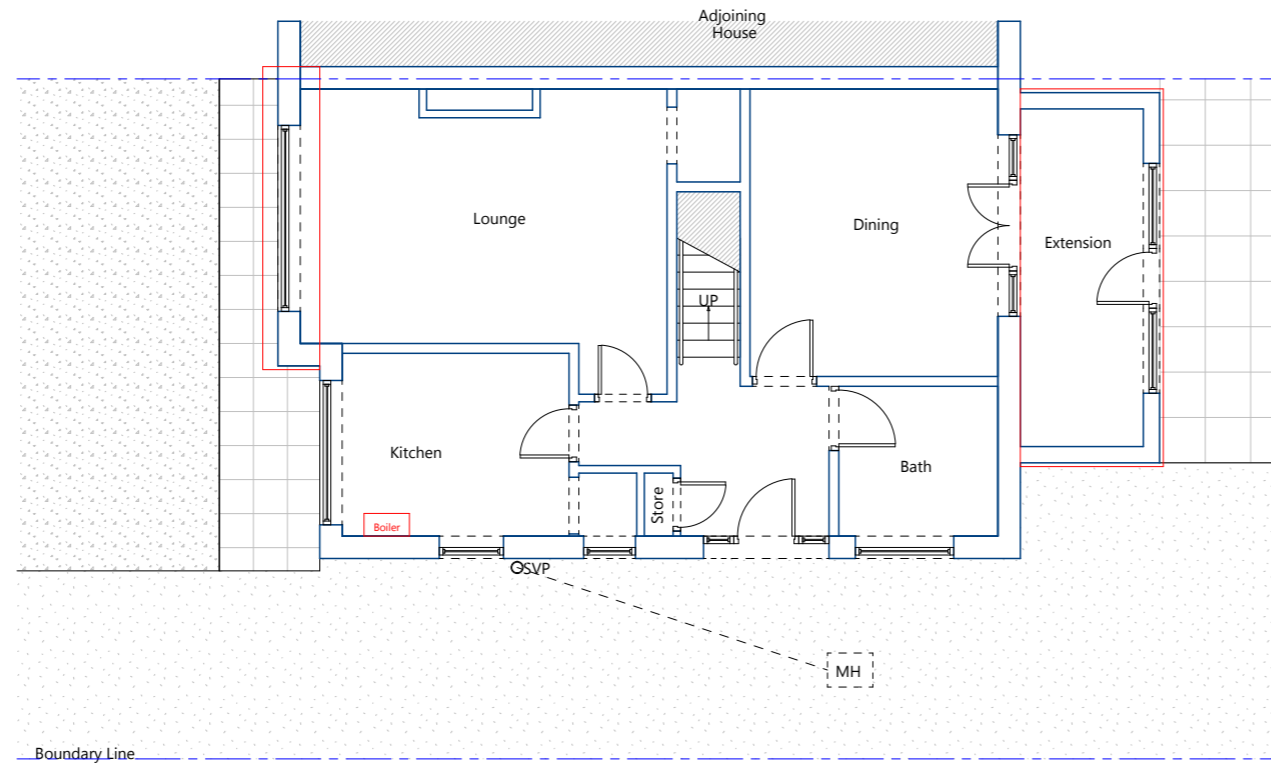 Adjoining
House
Lounge
Dining
Extension
UP
Kitchen
Bath
Store
Boiler
SVP
MH
Boundary Line